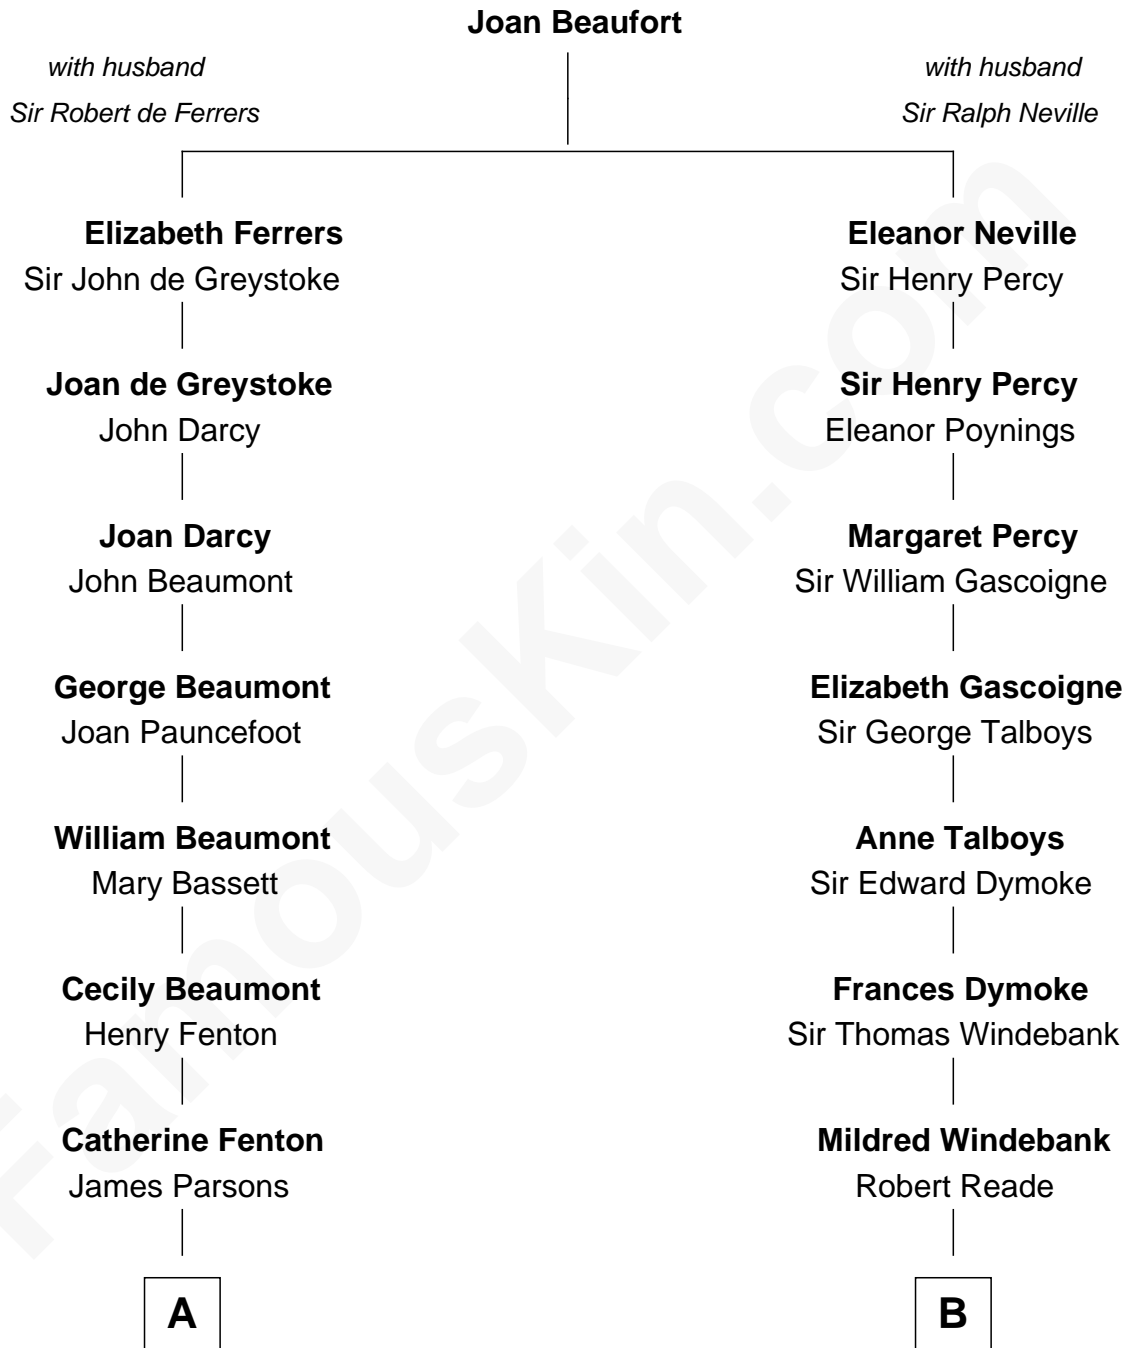 Joan Beaufort
with husband
Sir Robert de Ferrers
with husband
Sir Ralph Neville
Elizabeth Ferrers
Sir John de Greystoke
Eleanor Neville
Sir Henry Percy
Joan de Greystoke
John Darcy
Sir Henry Percy
Eleanor Poynings
Joan Darcy
John Beaumont
Margaret Percy
Sir William Gascoigne
George Beaumont
Joan Pauncefoot
Elizabeth Gascoigne
Sir George Talboys
William Beaumont
Mary Bassett
Anne Talboys
Sir Edward Dymoke
Cecily Beaumont
Henry Fenton
Frances Dymoke
Sir Thomas Windebank
Catherine Fenton
James Parsons
Mildred Windebank
Robert Reade
A
B
FamousKin.com